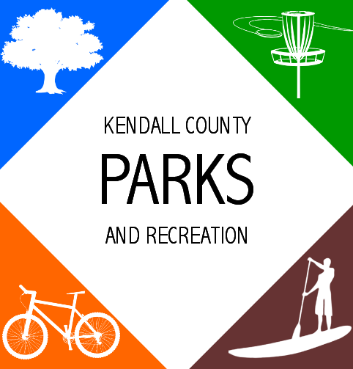 KENDALL COUNTY
PARKS
AND RECREATION